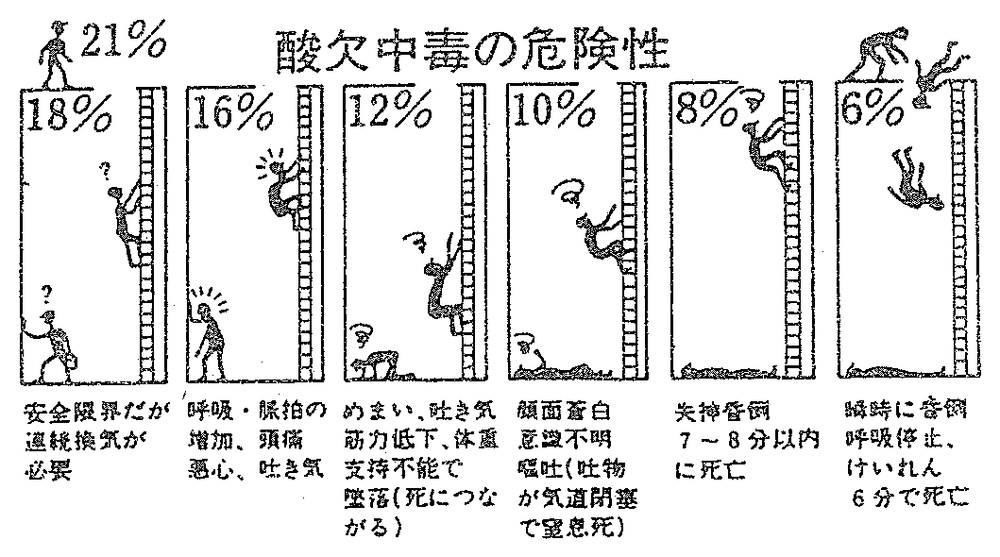 酸欠中毒の危険性
21%
18%
?
?
安全限界だが
連続換気が
必要
16%
呼吸・脈拍の
増加、頭痛
悪心、吐き気
12%
めまい、吐き気
筋力低下、体重
支持不能で
墜落(死につな
がる)
10%
顔面蒼白
意識不明
嘔吐(吐物
が気道閉塞
で窒息死)
8%
失神昏倒
7〜8分以内
に死亡
6%
瞬時に昏倒
呼吸停止、
けいれん
6分で死亡